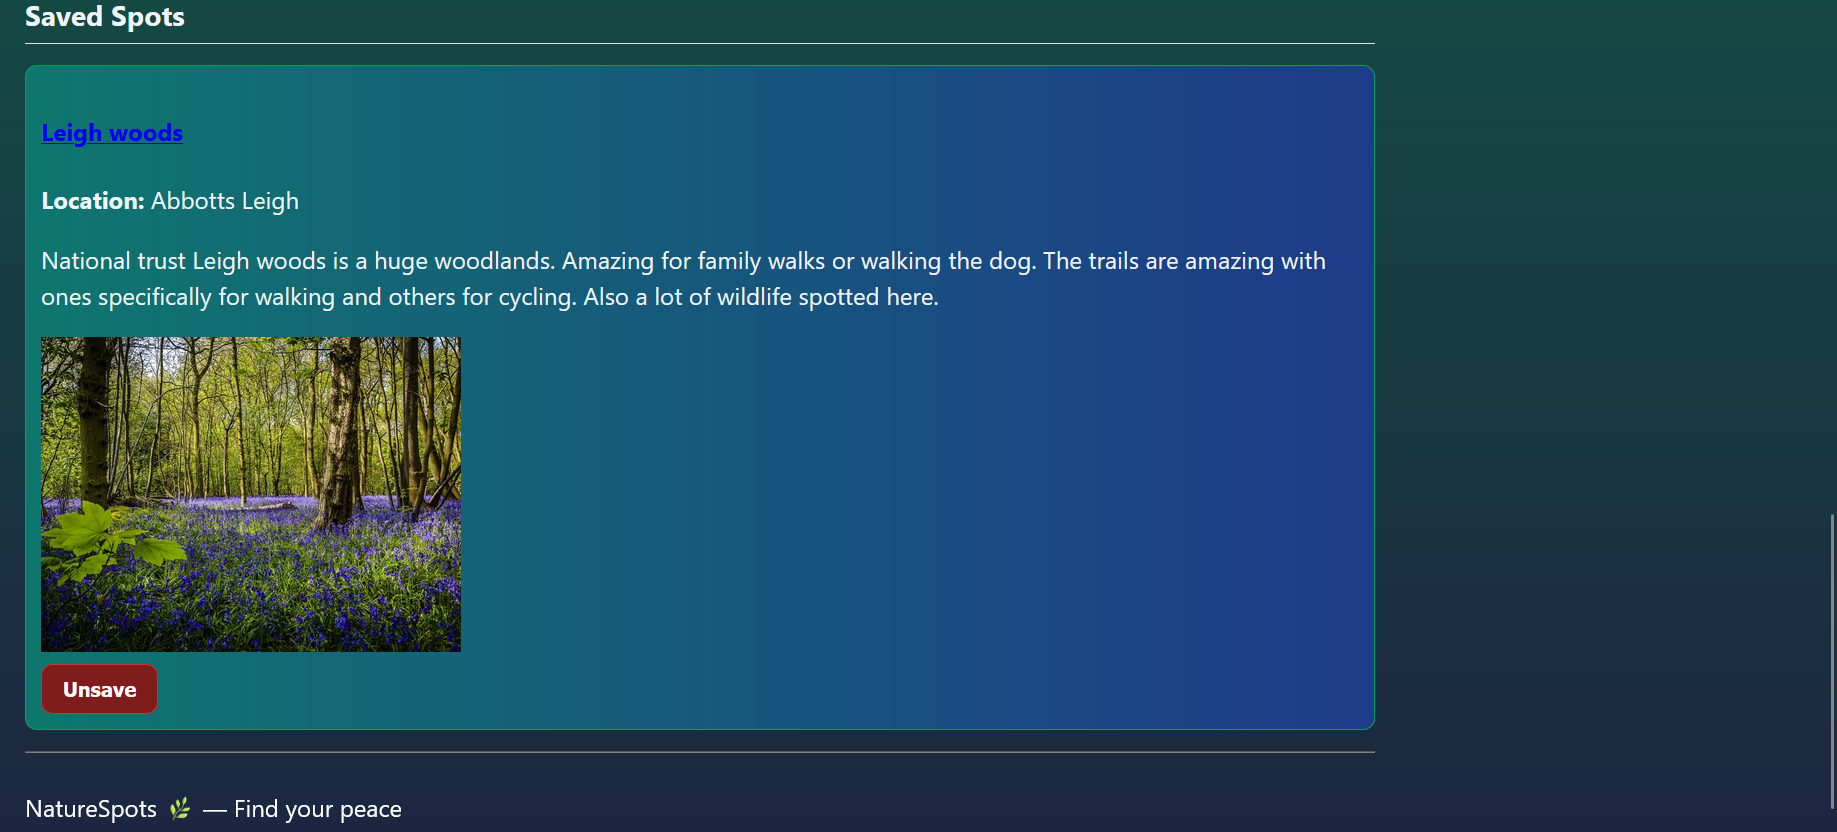 Saved Spots
Leigh woods
Location: Abbotts Leigh
National trust Leigh woods is a huge woodlands. Amazing for family walks or walking the dog. The trails are amazing with
ones specifically for walking and others for cycling. Also a lot of wildlife spotted here.
Unsave
NatureSpots 🌿 — Find your peace